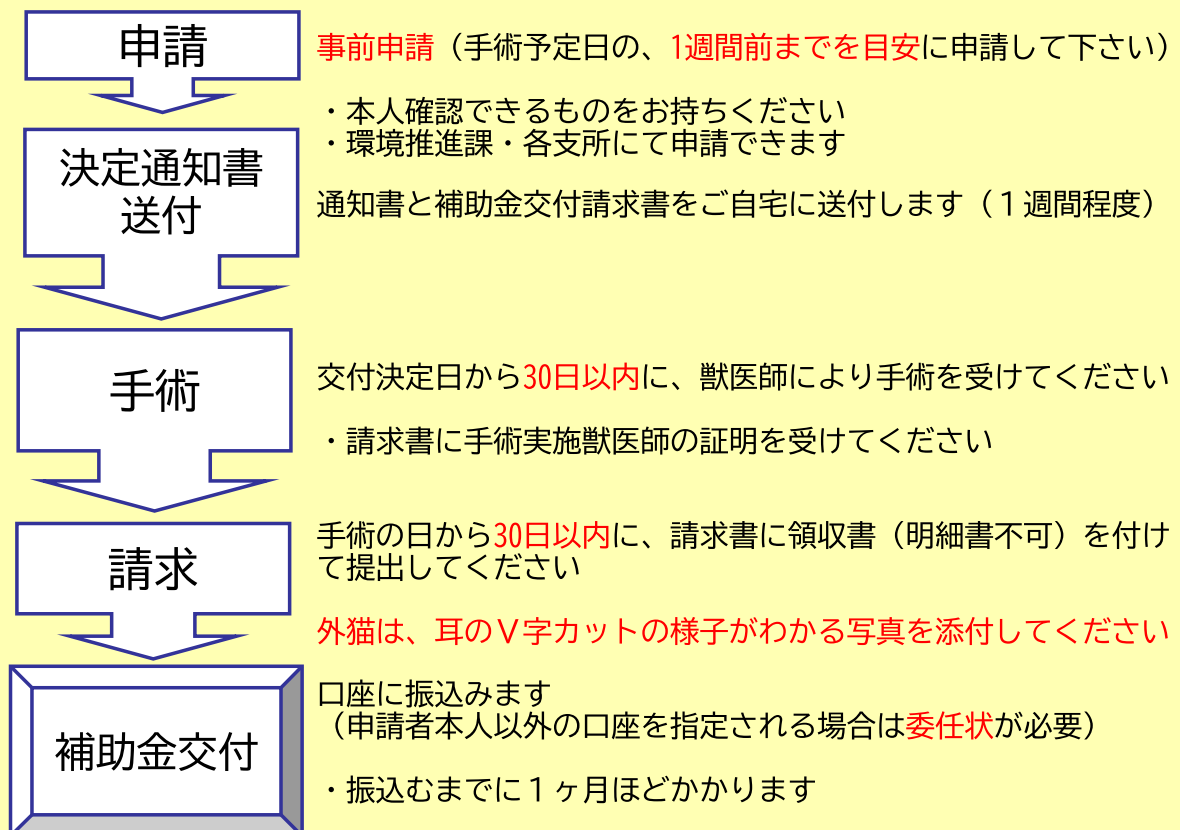 申請
事前申請（手術予定日の、1週間前までを目安に申請して下さい）
・本人確認できるものをお持ちください
・環境推進課・各支所にて申請できます
決定通知書
送付
通知書と補助金交付請求書をご自宅に送付します（１週間程度）
手術
交付決定日から30日以内に、獣医師により手術を受けてください
・請求書に手術実施獣医師の証明を受けてください
請求
手術の日から30日以内に、請求書に領収書（明細書不可）を付け
て提出してください
外猫は、耳のＶ字カットの様子がわかる写真を添付してください
補助金交付
口座に振込みます
（申請者本人以外の口座を指定される場合は委任状が必要）
・振込むまでに１ヶ月ほどかかります